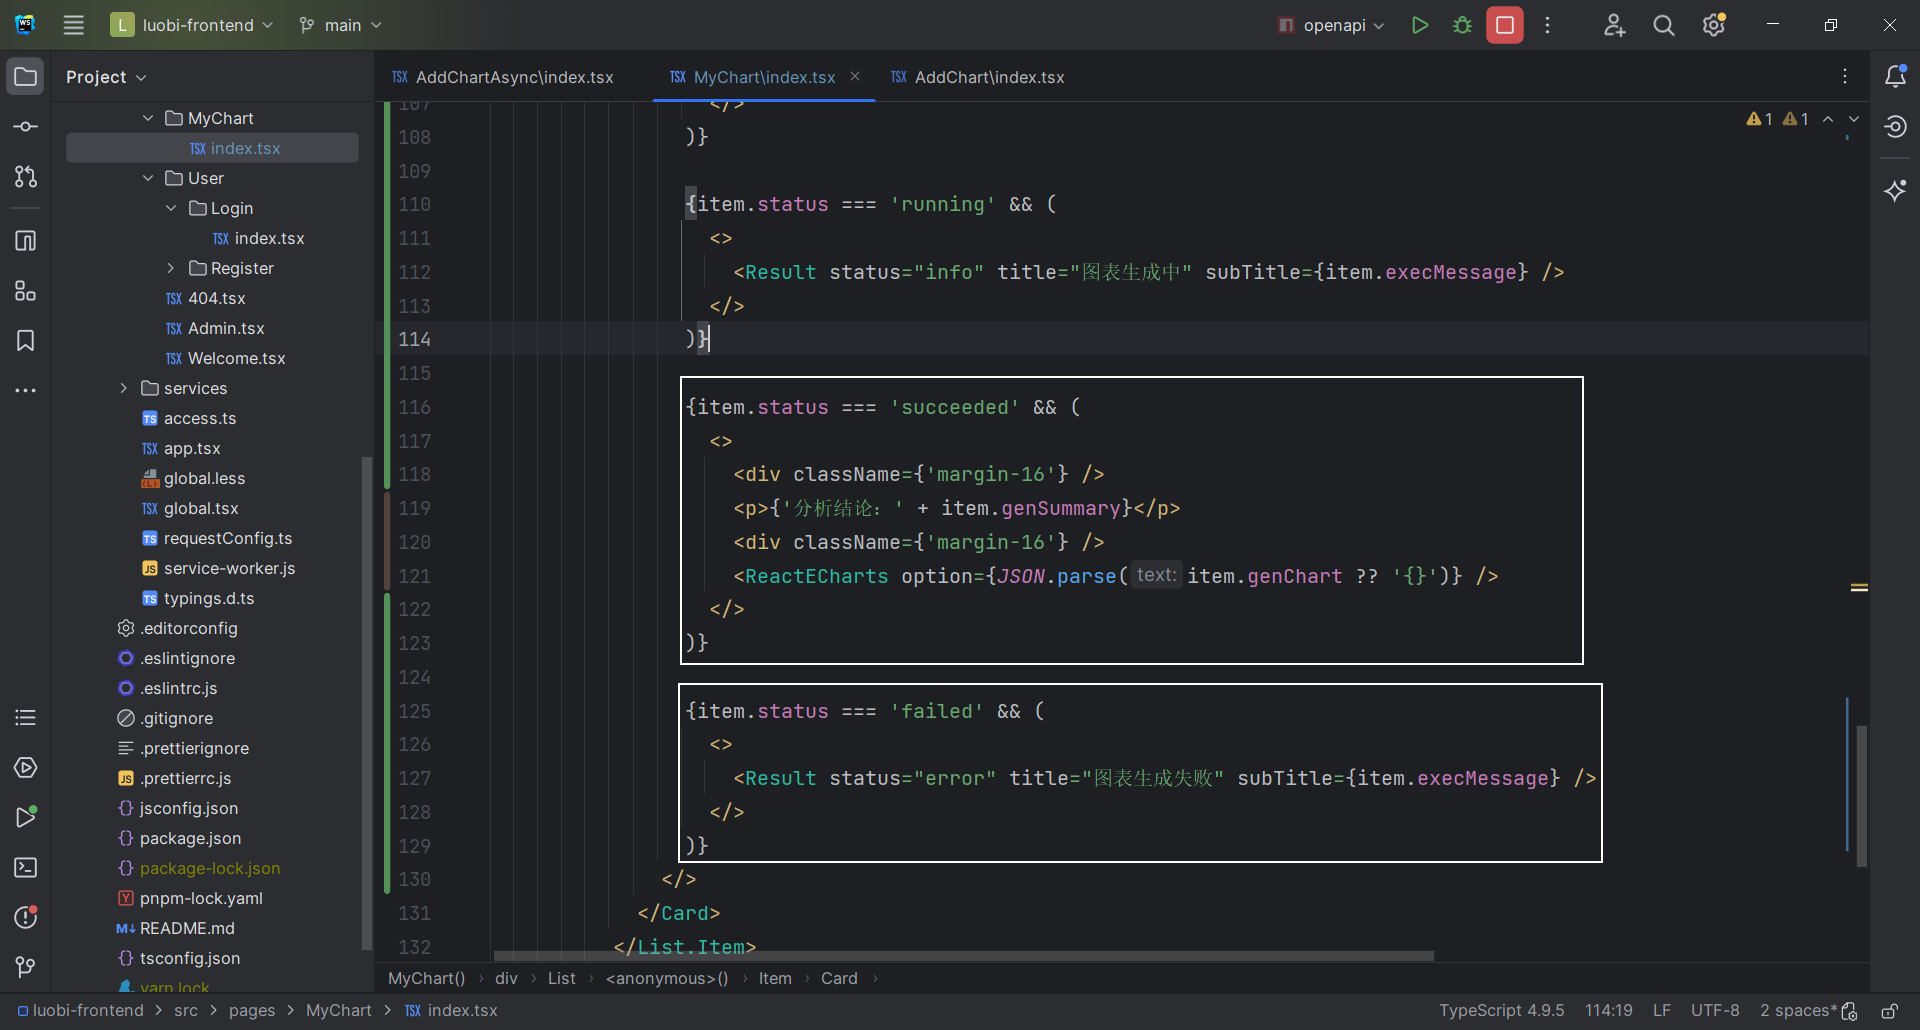 L luobi-frontend main openapi
Project
AddChartAsync\index.tsx MyChart\index.tsx AddChart\index.tsx
MyChart
index.tsx
User
Login
index.tsx
Register
404.tsx
Admin.tsx
Welcome.tsx
services
access.ts
app.tsx
global.less
global.tsx
requestConfig.ts
service-worker.js
typings.d.ts
.editorconfig
.eslintignore
.eslintrc.js
.gitignore
.prettierignore
.prettierrc.js
jsconfig.json
package.json
package-lock.json
pnpm-lock.yaml
README.md
tsconfig.json
yarn.lock
1 1
107 </>
108 )}
109
110 {item.status === 'running' && (
111 <>
112 <Result status="info" title="图表生成中" subTitle={item.execMessage} />
113 </>
114 )}
115
116 {item.status === 'succeeded' && (
117 <>
118 <div className={'margin-16'} />
119 <p>{'分析结论：' + item.genSummary}</p>
120 <div className={'margin-16'} />
121 <ReactECharts option={JSON.parse( text: item.genChart ?? '{}')} />
122 </>
123 )}
124
125 {item.status === 'failed' && (
126 <>
127 <Result status="error" title="图表生成失败" subTitle={item.execMessage} />
128 </>
129 )}
130 </>
131 </Card>
132 </List.Item>
MyChart() › div › List › <anonymous>() › Item › Card ›
luobi-frontend > src > pages > MyChart > index.tsx
TypeScript 4.9.5 114:19 LF UTF-8 2 spaces*